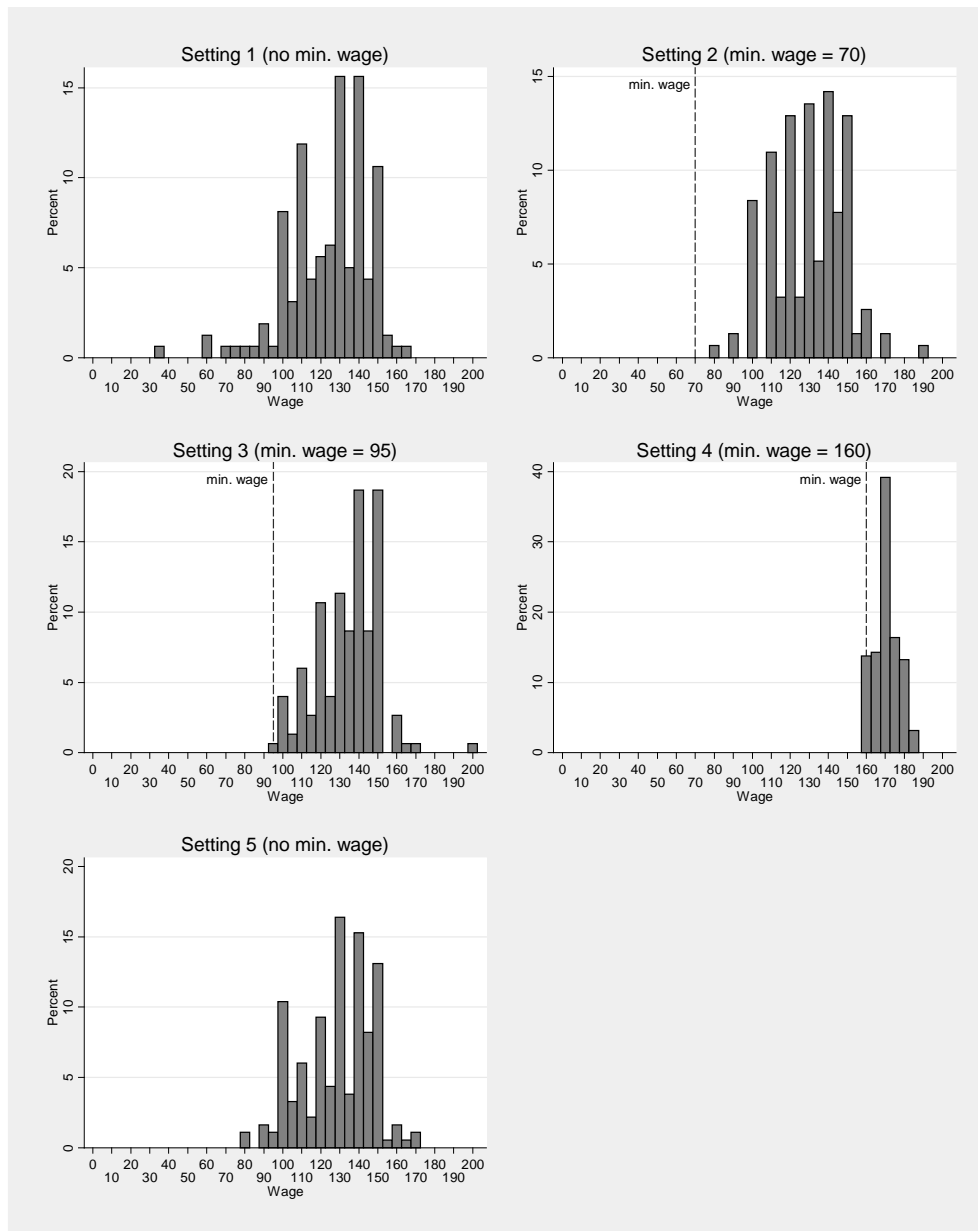 Setting 1 (no min. wage)
Percent
15
10
5
0
0 20 40 60 80 100 120 140 160 180 200
10 30 50 70 90 110 130 150 170 190
Wage
Setting 2 (min. wage = 70)
min. wage
Percent
15
10
5
0
0 20 40 60 80 100 120 140 160 180 200
10 30 50 70 90 110 130 150 170 190
Wage
Setting 3 (min. wage = 95)
min. wage
Percent
20
15
10
5
0
0 20 40 60 80 100 120 140 160 180 200
10 30 50 70 90 110 130 150 170 190
Wage
Setting 4 (min. wage = 160)
min. wage
Percent
40
30
20
10
0
0 20 40 60 80 100 120 140 160 180 200
10 30 50 70 90 110 130 150 170 190
Wage
Setting 5 (no min. wage)
Percent
20
15
10
5
0
0 20 40 60 80 100 120 140 160 180 200
10 30 50 70 90 110 130 150 170 190
Wage